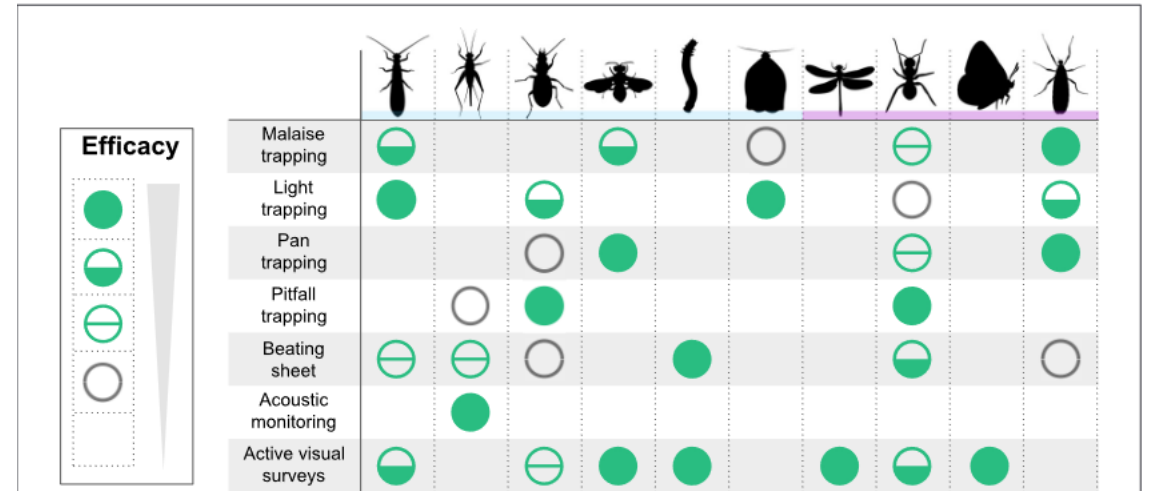 Efficacy
Malaise
trapping
Light
trapping
Pan
trapping
Pitfall
trapping
Beating
sheet
Acoustic
monitoring
Active visual
surveys